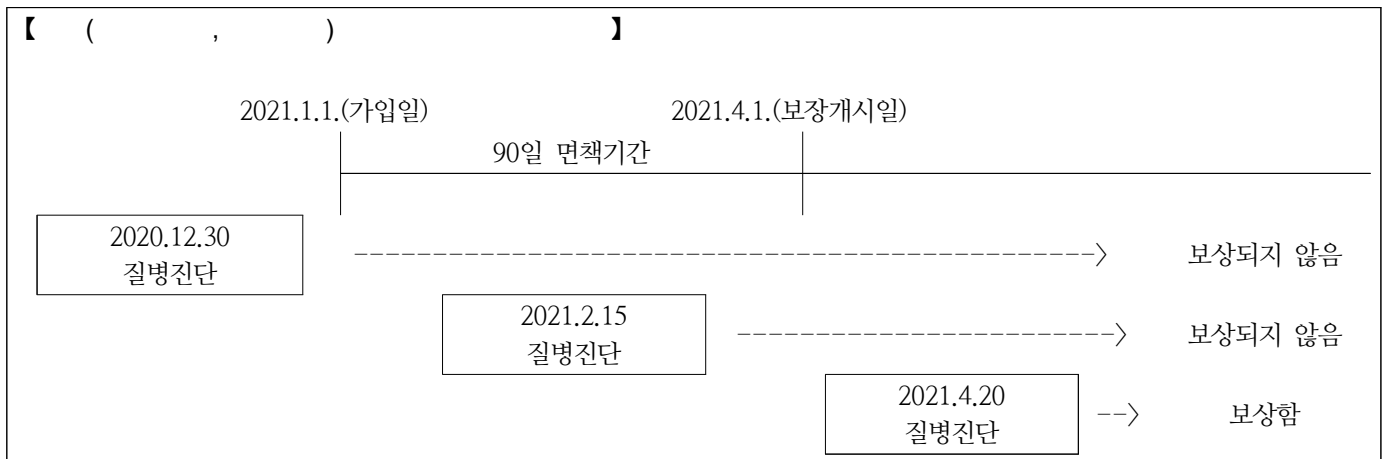 【 ( , ) 】
2021.1.1.(가입일) 2021.4.1.(보장개시일)
90일 면책기간
2020.12.30
질병진단
보상되지 않음
2021.2.15
질병진단
보상되지 않음
2021.4.20
질병진단
보상함